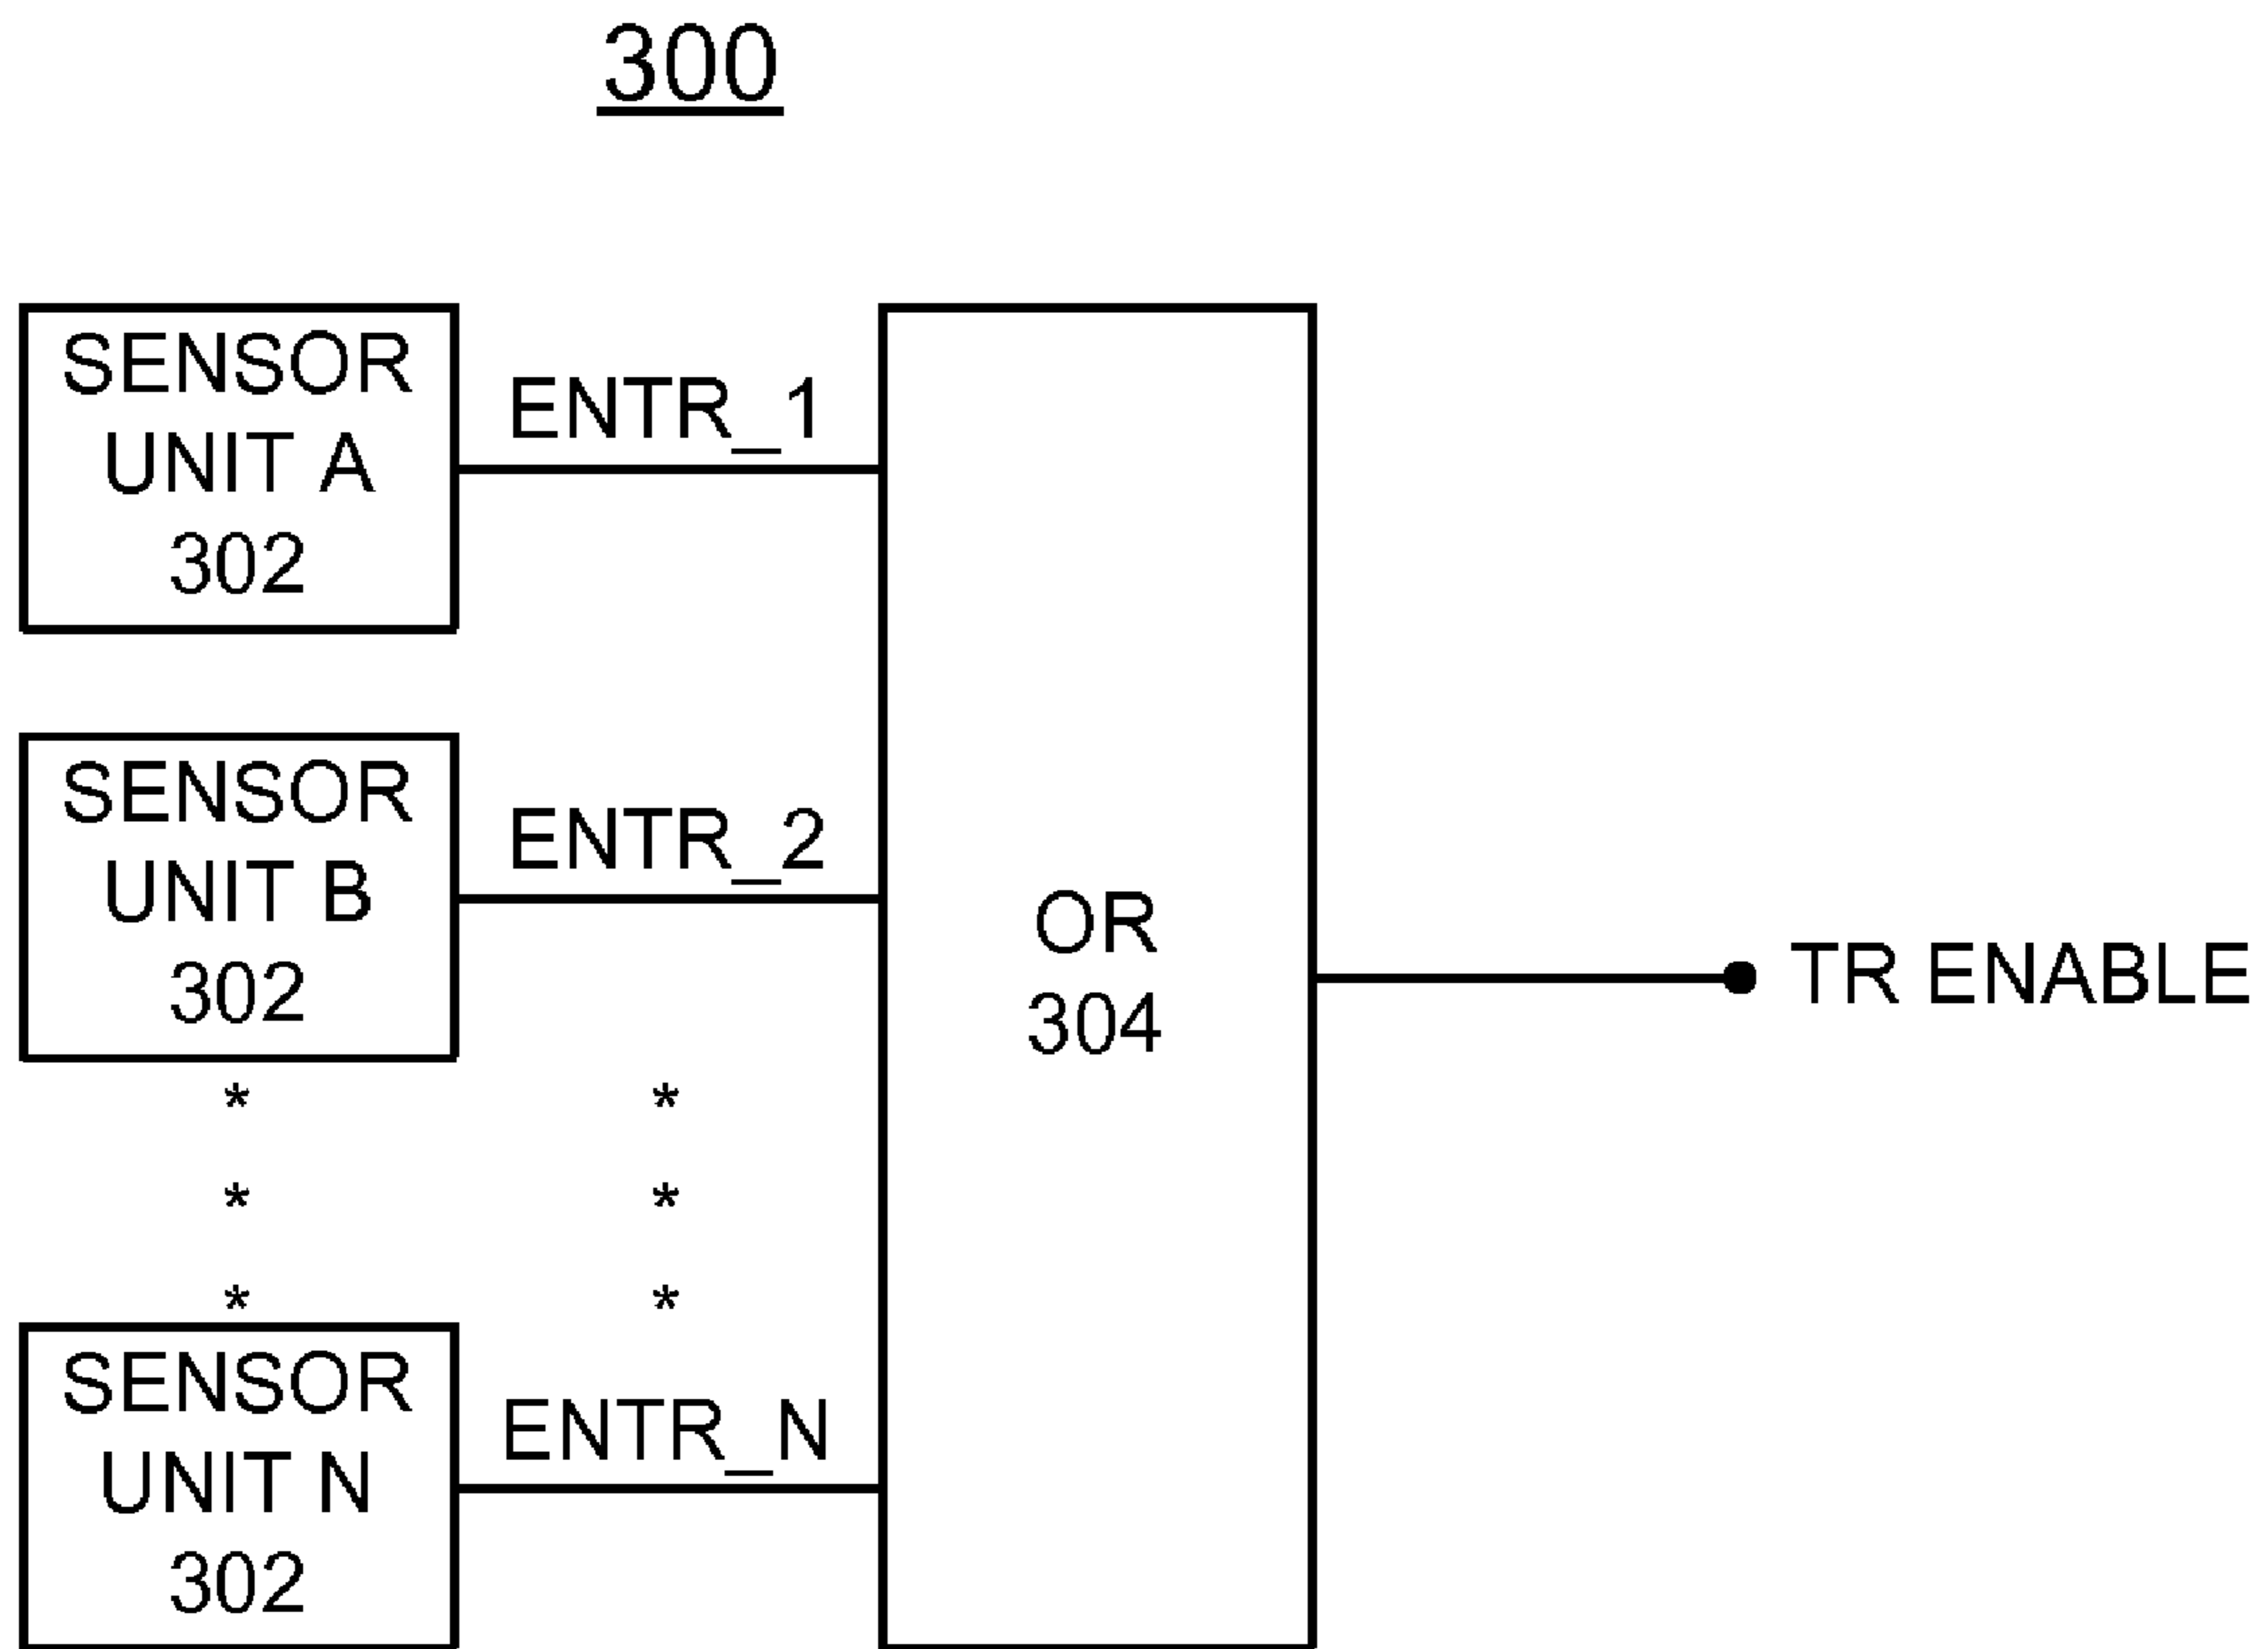 300
SENSOR
UNIT A
302
ENTR_1
SENSOR
UNIT B
302
ENTR_2
OR
304
TR ENABLE
* *
* *
* *
SENSOR
UNIT N
302
ENTR_N